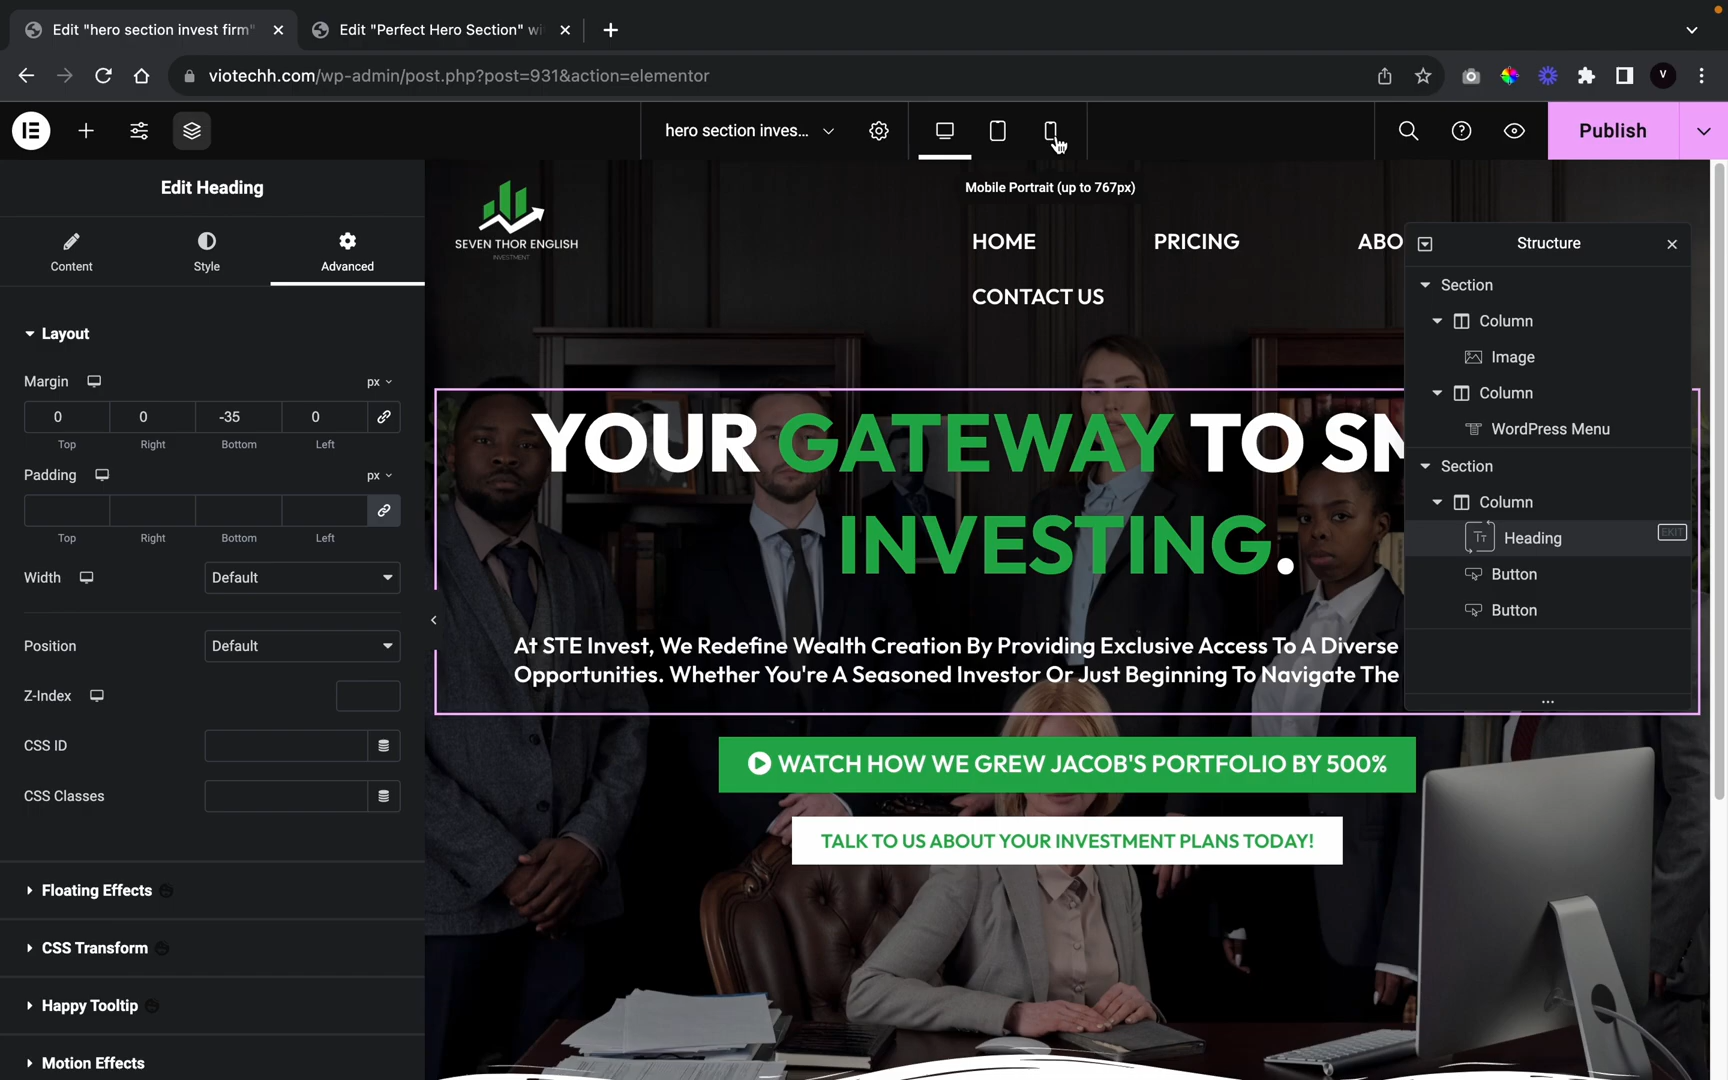 Edit "hero section invest firm"
Edit "Perfect Hero Section" wi
viotechh.com/wp-admin/post.php?post=931&action=elementor
V
hero section inves...
Publish
Edit Heading
Content
Style
Advanced
Layout
Margin
px
0
0
-35
0
Top
Right
Bottom
Left
Padding
px
Top
Right
Bottom
Left
Width
Default
Position
Default
Z-Index
CSS ID
CSS Classes
Floating Effects
CSS Transform
Happy Tooltip
Motion Effects
SEVEN THOR ENGLISH
INVESTMENT
Mobile Portrait (up to 767px)
HOME
PRICING
ABO
CONTACT US
YOUR GATEWAY TO SM
INVESTING.
At STE Invest, We Redefine Wealth Creation By Providing Exclusive Access To A Diverse
Opportunities. Whether You're A Seasoned Investor Or Just Beginning To Navigate The
WATCH HOW WE GREW JACOB'S PORTFOLIO BY 500%
TALK TO US ABOUT YOUR INVESTMENT PLANS TODAY!
Structure
Section
Column
Image
Column
WordPress Menu
Section
Column
Heading
EKIT
Button
Button